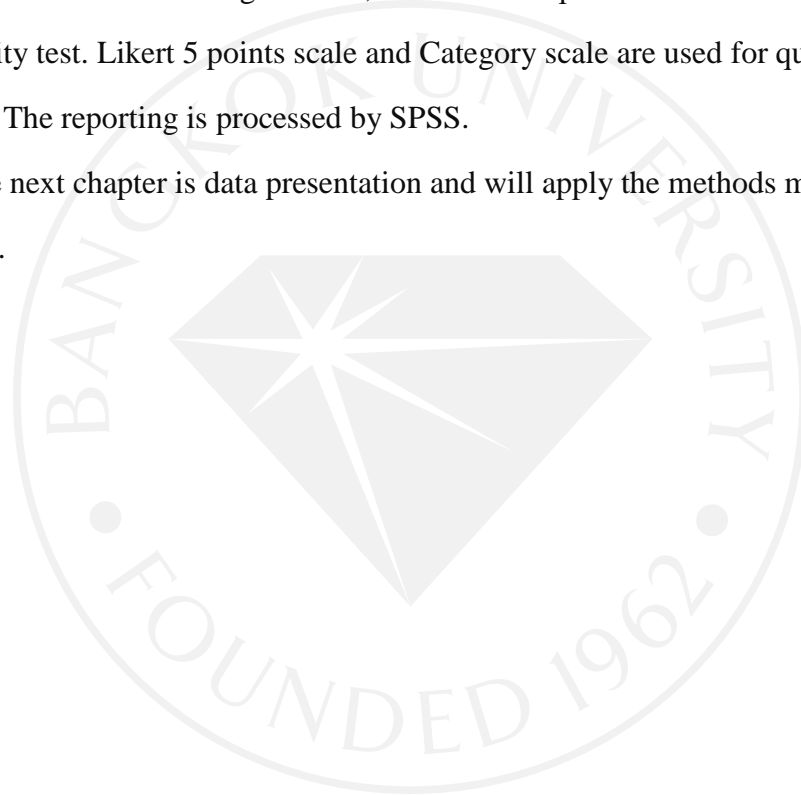 ity test. Likert 5 points scale and Category scale are used for qu
The reporting is processed by SPSS.
next chapter is data presentation and will apply the methods m
.
BANGKOK UNIVERSITY
• FOUNDED 1962 •